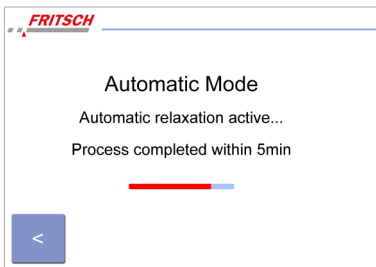 FRITSCH
Automatic Mode
Automatic relaxation active...
Process completed within 5min
<